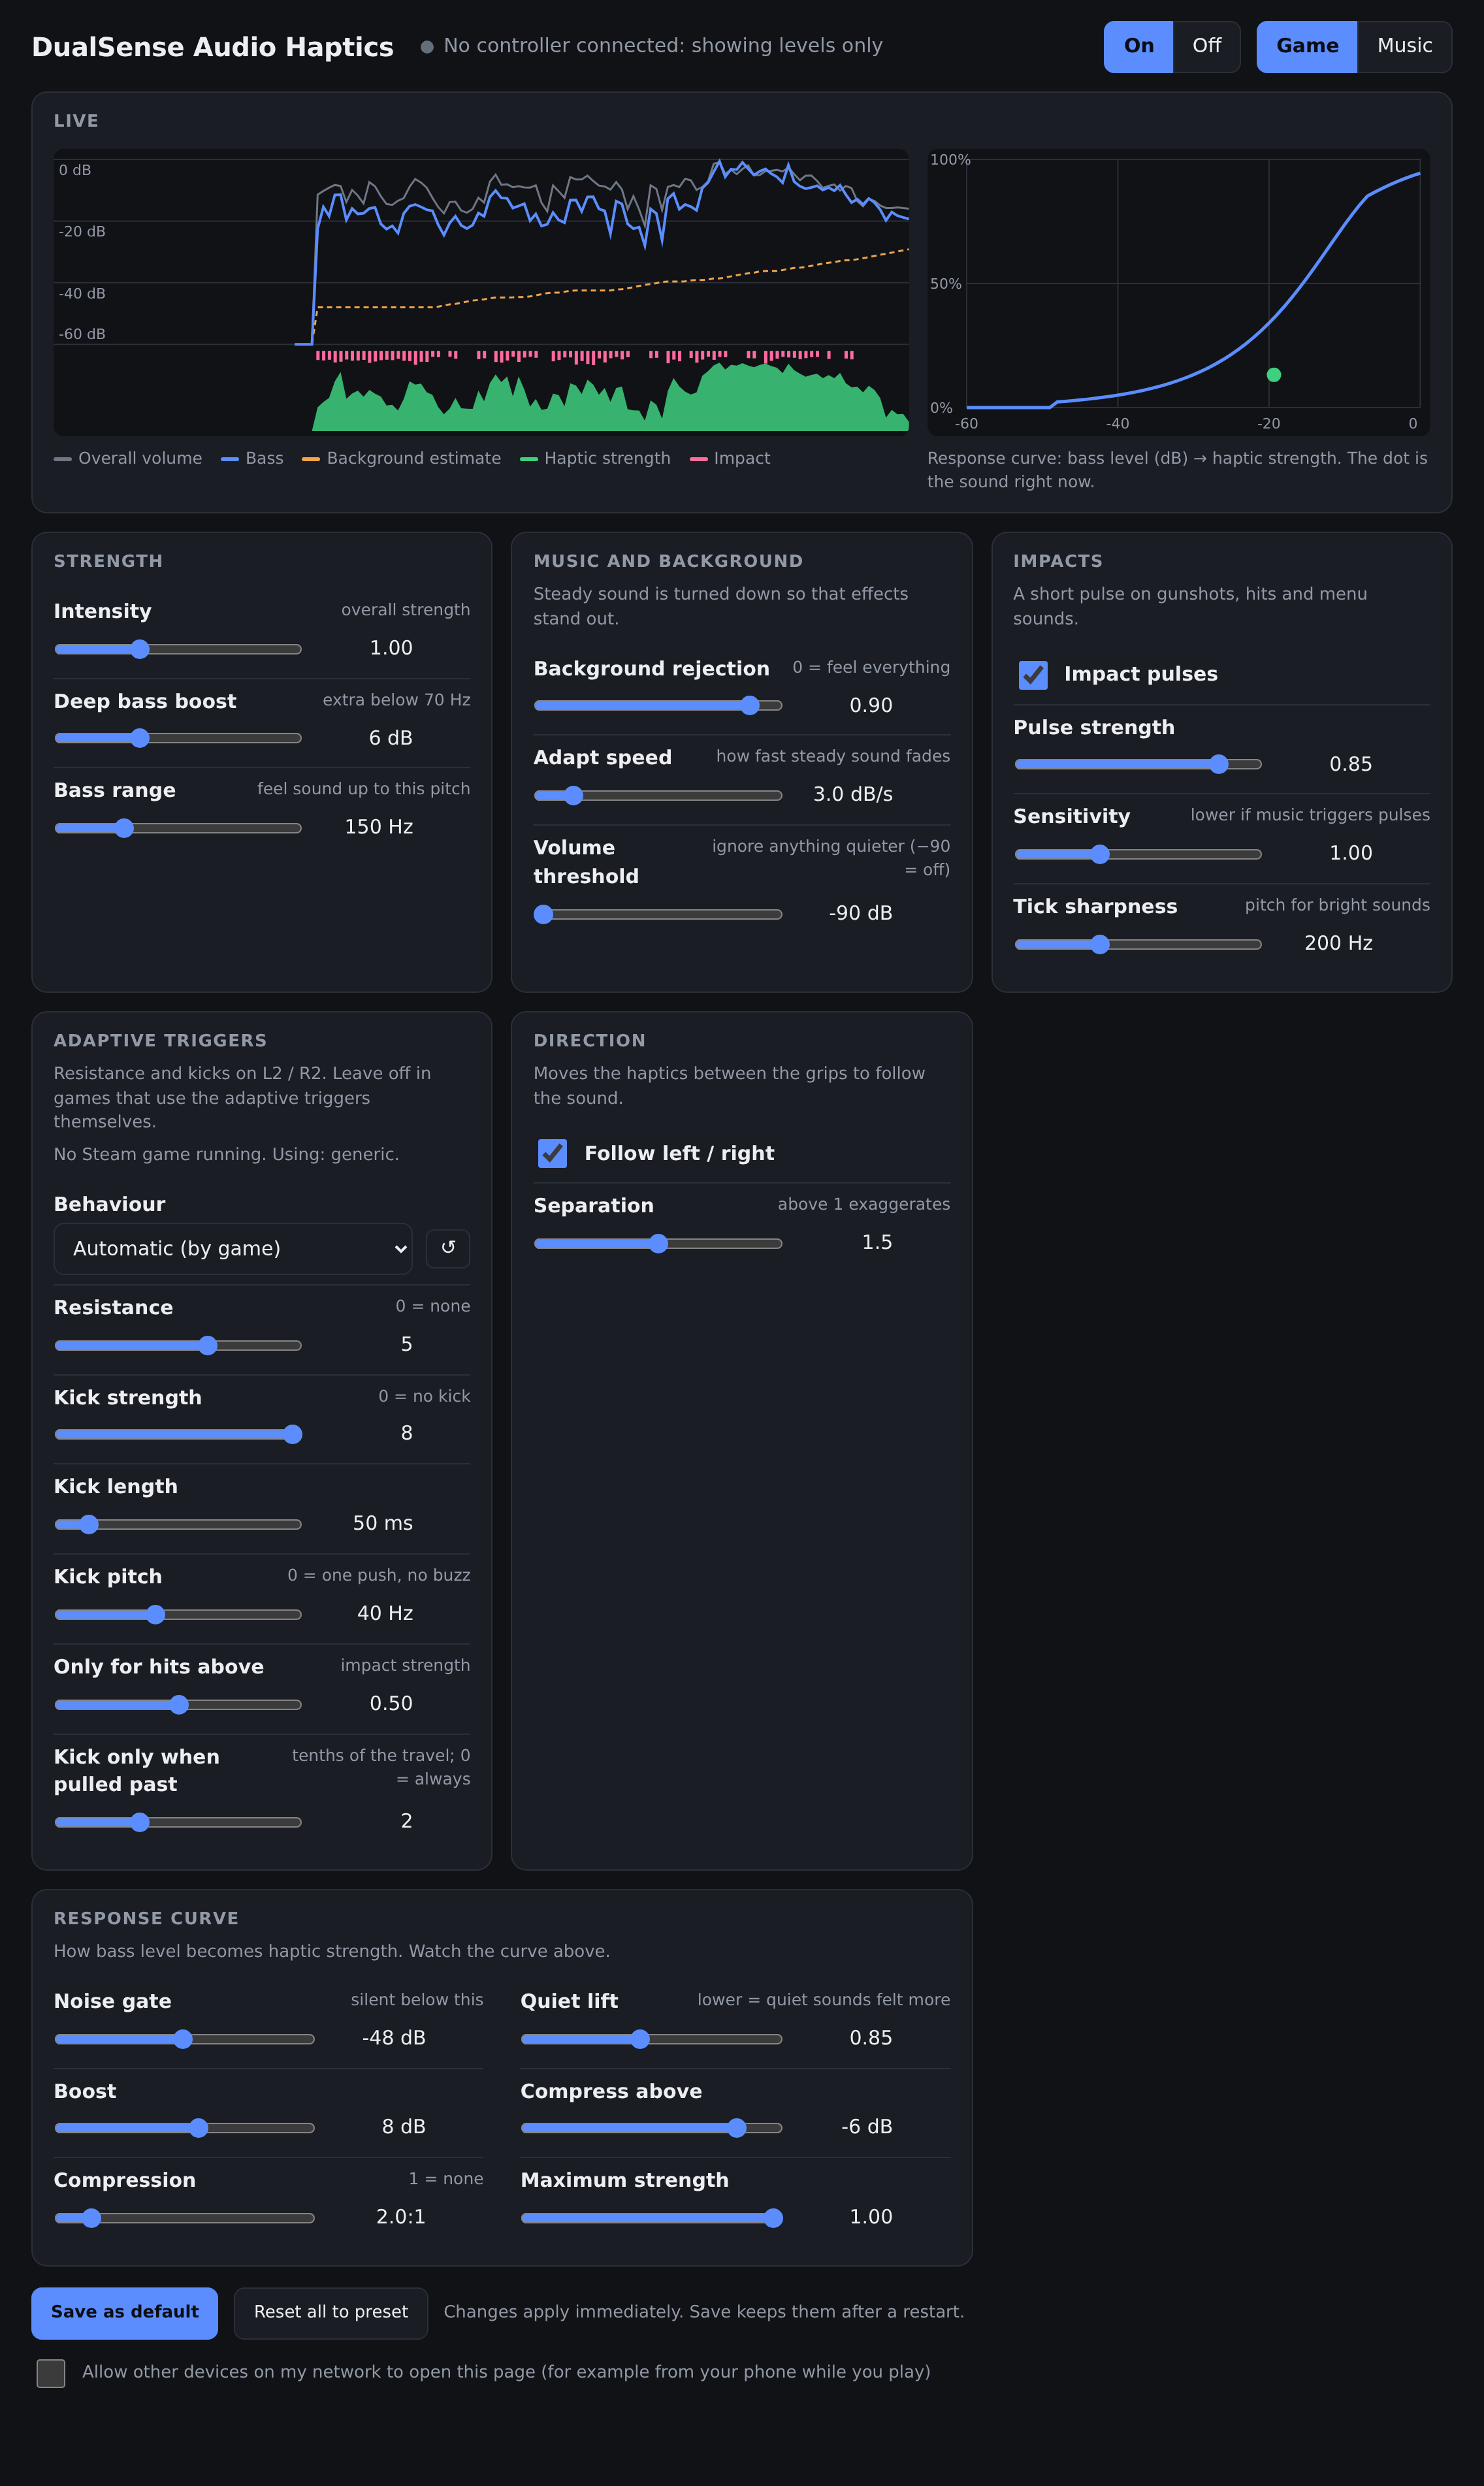 DualSense Audio Haptics
No controller connected: showing levels only
On
Off
Game
Music
LIVE
0 dB
-20 dB
-40 dB
-60 dB
Overall volume
Bass
Background estimate
Haptic strength
Impact
100%
50%
0%
-60
-40
-20
0
Response curve: bass level (dB) → haptic strength. The dot is
the sound right now.
STRENGTH
Intensity
overall strength
1.00
Deep bass boost
extra below 70 Hz
6 dB
Bass range
feel sound up to this pitch
150 Hz
MUSIC AND BACKGROUND
Steady sound is turned down so that effects
stand out.
Background rejection
0 = feel everything
0.90
Adapt speed
how fast steady sound fades
3.0 dB/s
Volume
threshold
ignore anything quieter (−90
= off)
-90 dB
IMPACTS
A short pulse on gunshots, hits and menu
sounds.
Impact pulses
Pulse strength
0.85
Sensitivity
lower if music triggers pulses
1.00
Tick sharpness
pitch for bright sounds
200 Hz
ADAPTIVE TRIGGERS
Resistance and kicks on L2 / R2. Leave off in
games that use the adaptive triggers
themselves.
No Steam game running. Using: generic.
Behaviour
Automatic (by game)
↺
Resistance
0 = none
5
Kick strength
0 = no kick
8
Kick length
50 ms
Kick pitch
0 = one push, no buzz
40 Hz
Only for hits above
impact strength
0.50
Kick only when
pulled past
tenths of the travel; 0
= always
2
DIRECTION
Moves the haptics between the grips to follow
the sound.
Follow left / right
Separation
above 1 exaggerates
1.5
RESPONSE CURVE
How bass level becomes haptic strength. Watch the curve above.
Noise gate
silent below this
-48 dB
Quiet lift
lower = quiet sounds felt more
0.85
Boost
8 dB
Compress above
-6 dB
Compression
1 = none
2.0:1
Maximum strength
1.00
Save as default
Reset all to preset
Changes apply immediately. Save keeps them after a restart.
Allow other devices on my network to open this page (for example from your phone while you play)